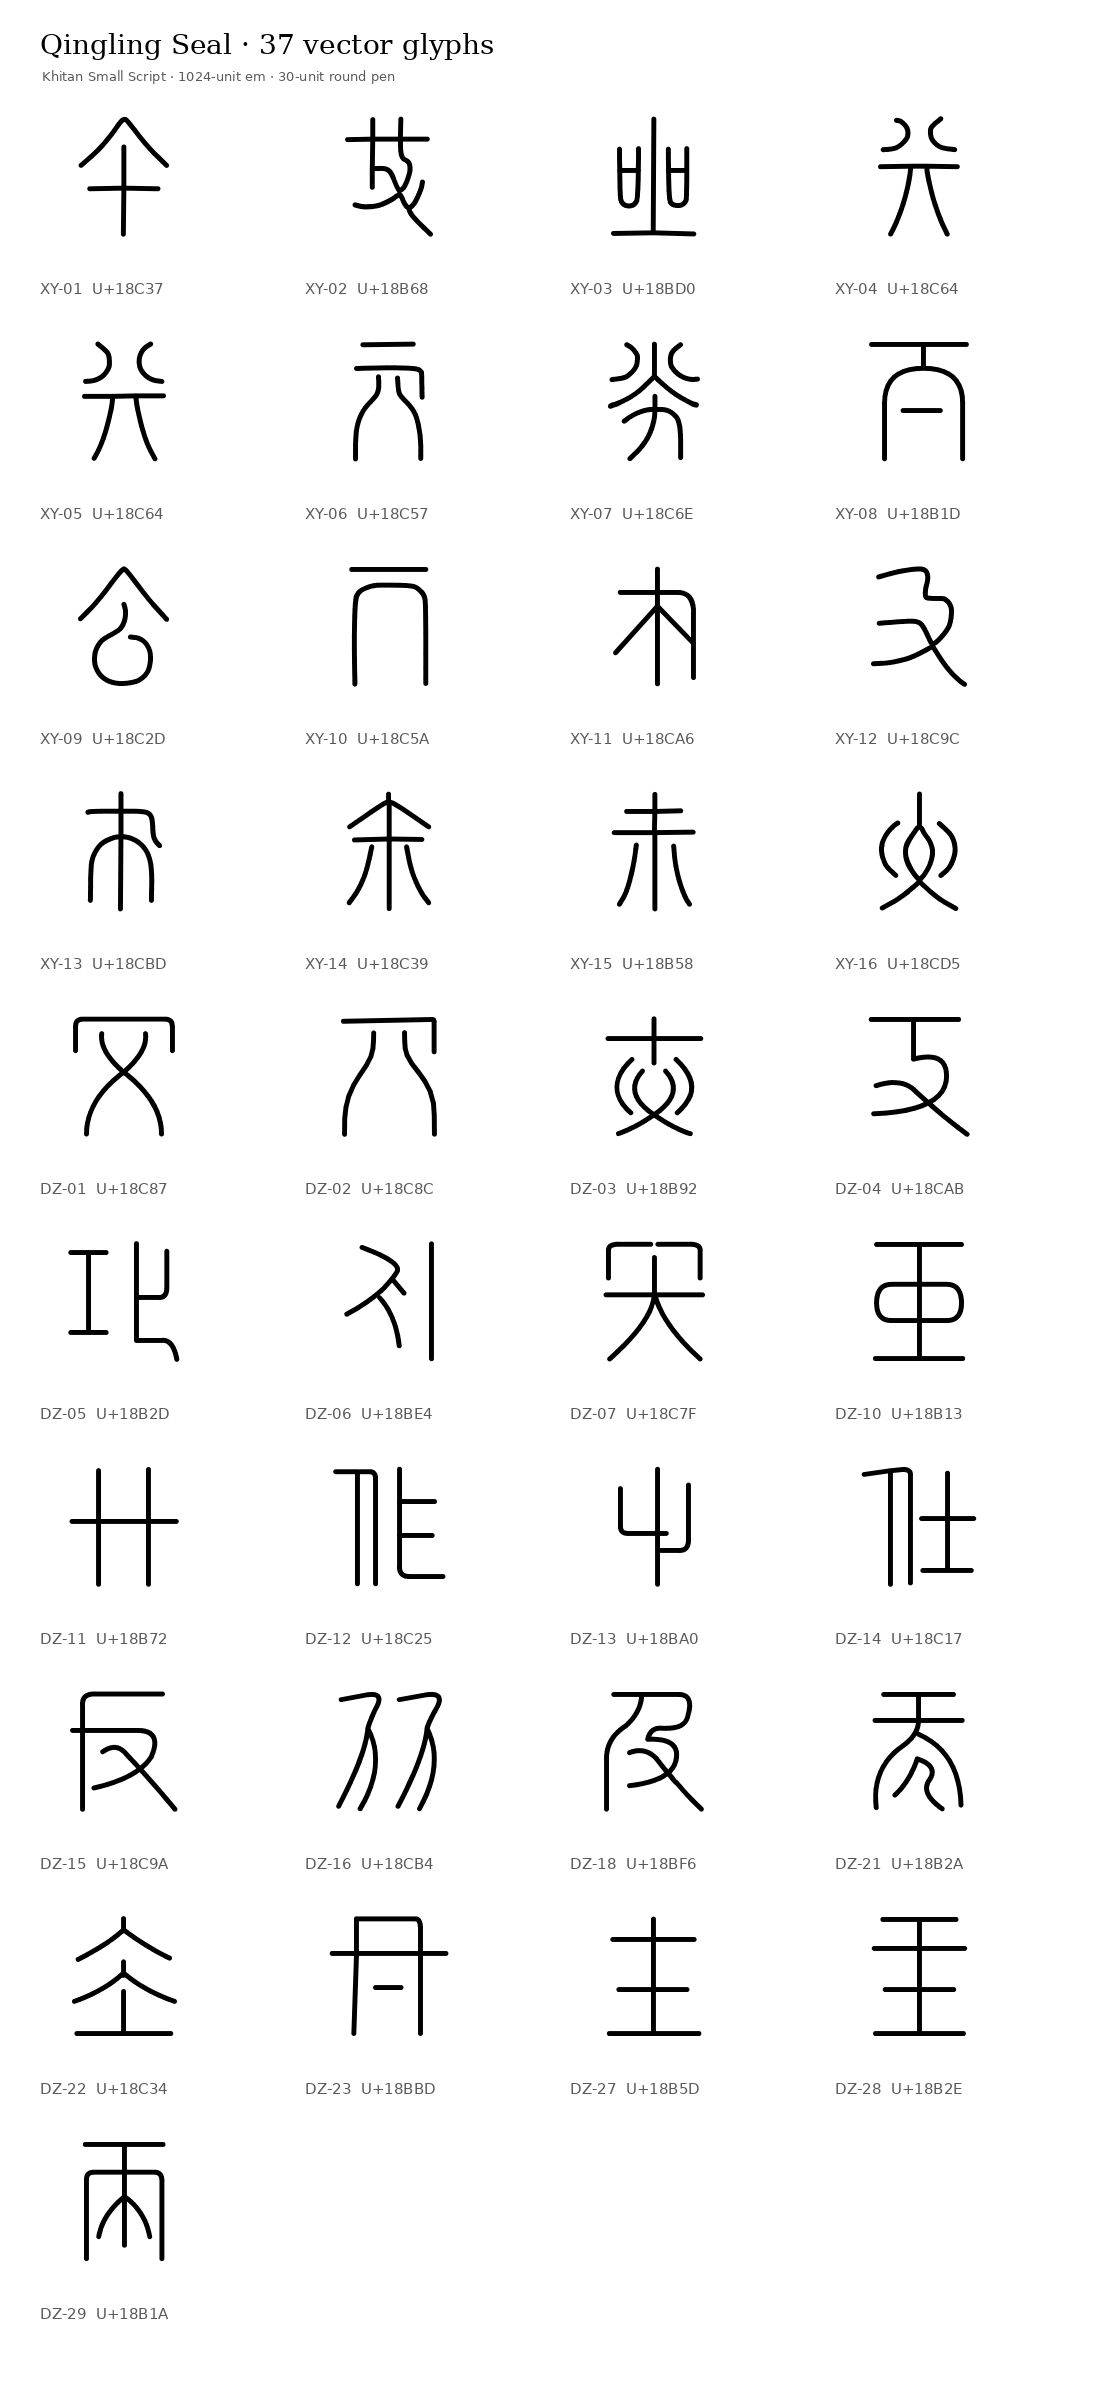 Qingling Seal · 37 vector glyphs
Khitan Small Script · 1024-unit em · 30-unit round pen
𘰷 𘭨 𘯐 𘱤
XY-01 U+18C37 XY-02 U+18B68 XY-03 U+18BD0 XY-04 U+18C64
𘱤 𘱗 𘱮 𘬝
XY-05 U+18C64 XY-06 U+18C57 XY-07 U+18C6E XY-08 U+18B1D
𘰭 𘱚 𘲦 𘲜
XY-09 U+18C2D XY-10 U+18C5A XY-11 U+18CA6 XY-12 U+18C9C
𘲽 𘰹 𘭘 𘳕
XY-13 U+18CBD XY-14 U+18C39 XY-15 U+18B58 XY-16 U+18CD5
𘲇 𘲌 𘮒 𘲫
DZ-01 U+18C87 DZ-02 U+18C8C DZ-03 U+18B92 DZ-04 U+18CAB
𘬭 𘯤 𘱿 𘬓
DZ-05 U+18B2D DZ-06 U+18BE4 DZ-07 U+18C7F DZ-10 U+18B13
𘭲 𘰥 𘮠 𘰗
DZ-11 U+18B72 DZ-12 U+18C25 DZ-13 U+18BA0 DZ-14 U+18C17
𘲚 𘲴 𘯶 𘬪
DZ-15 U+18C9A DZ-16 U+18CB4 DZ-18 U+18BF6 DZ-21 U+18B2A
𘰴 𘮽 𘭝 𘬮
DZ-22 U+18C34 DZ-23 U+18BBD DZ-27 U+18B5D DZ-28 U+18B2E
𘬚
DZ-29 U+18B1A